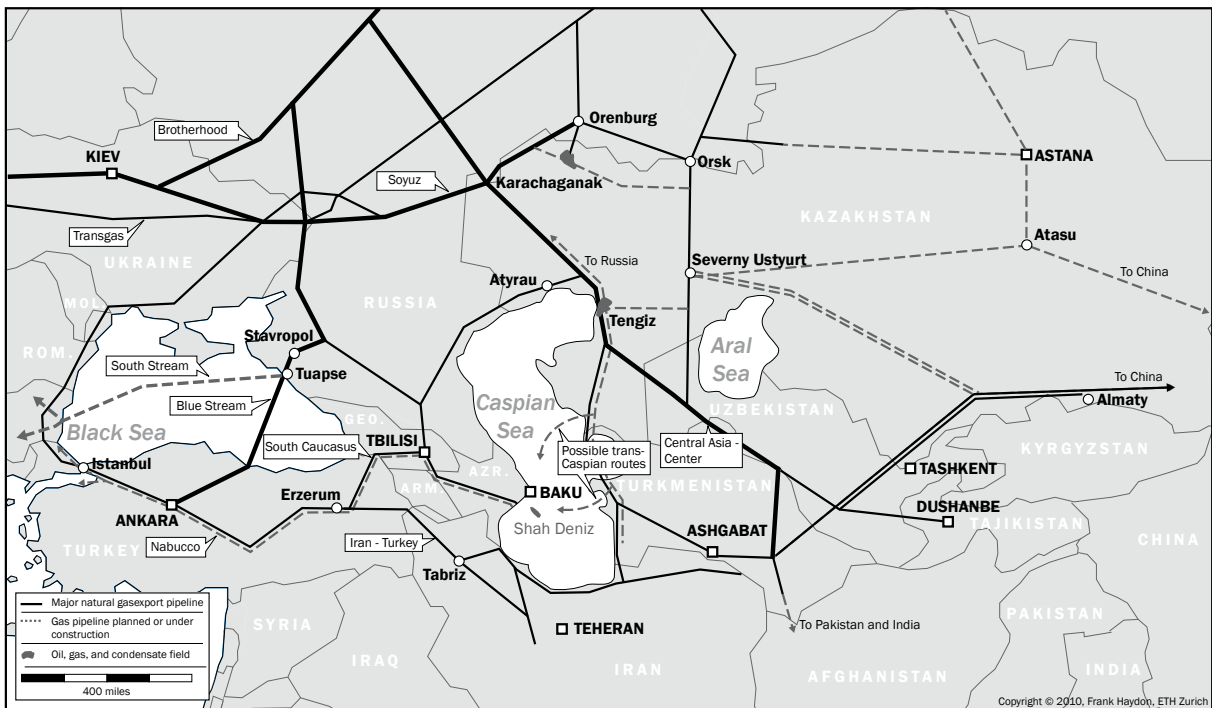 Orenburg
Brotherhood
KIEV
Orsk
ASTANA
Soyuz
Karachaganak
KAZAKHSTAN
Transgas
Atasu
UKRAINE
To Russia
Severny Ustyurt
To China
Atyrau
MOL.
RUSSIA
Tengiz
Stavropol
ROM.
Aral
Sea
South Stream
Tuapse
To China
Blue Stream
Caspian
Sea
Almaty
GEO.
UZBEKISTAN
Black Sea
South Caucasus
TBILISI
Central Asia -
Center
KYRGYZSTAN
Possible trans-
Caspian routes
Istanbul
AZR.
TASHKENT
ARM.
TURKMENISTAN
Erzerum
BAKU
DUSHANBE
ANKARA
Shah Deniz
ASHGABAT
TAJIKISTAN
CHINA
Nabucco
Iran - Turkey
TURKEY
Tabriz
Major natural gasexport pipeline
Gas pipeline planned or under
construction
Oil, gas, and condensate field
400 miles
SYRIA
TEHERAN
To Pakistan and India
PAKISTAN
IRAQ
IRAN
AFGHANISTAN
INDIA
Copyright © 2010, Frank Haydon, ETH Zurich